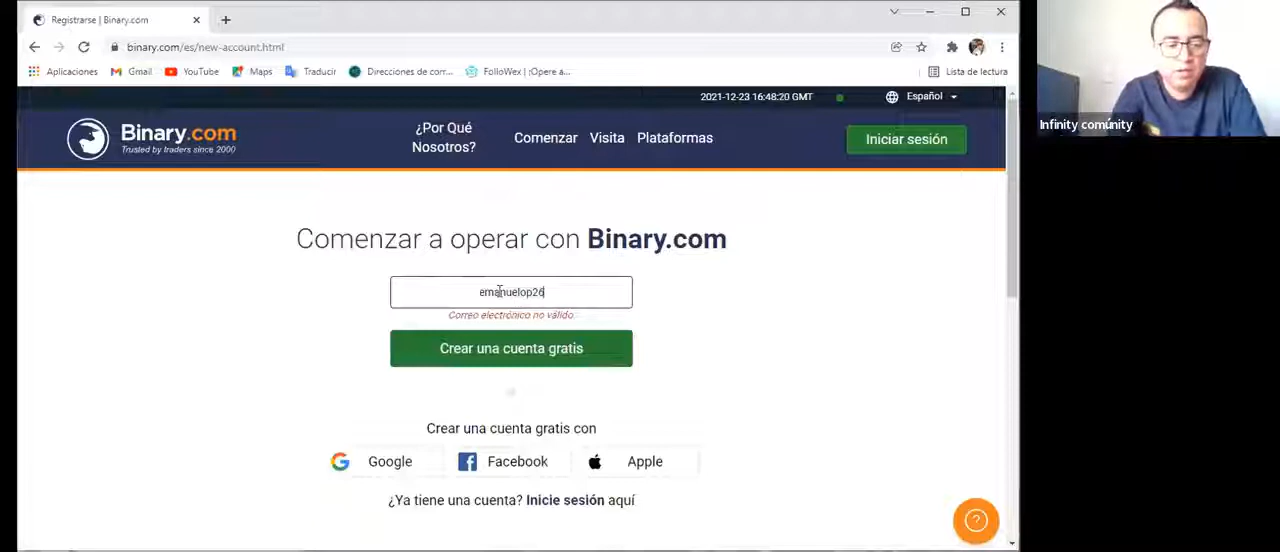 Registrarse | Binary.com
binary.com/es/new-account.html
Aplicaciones Gmail YouTube Maps Traducir Direcciones de corr... FolloWex | ¡Opere a... Lista de lectura
2021-12-23 16:48:20 GMT Español
Binary.com
Trusted by traders since 2000
¿Por Qué
Nosotros?
Comenzar Visita Plataformas
Iniciar sesión
Comenzar a operar con Binary.com
emanuelop26
Correo electrónico no válido
Crear una cuenta gratis
Crear una cuenta gratis con
Google Facebook Apple
¿Ya tiene una cuenta? Inicie sesión aquí
Infinity comúnity